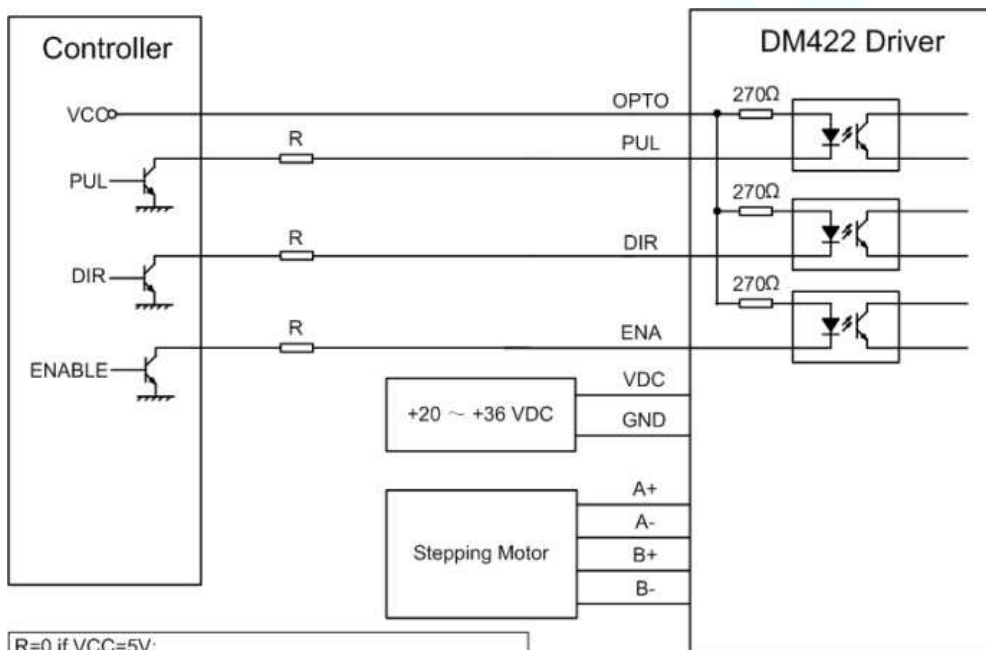 Controller
DM422 Driver
VCC
OPTO
270Ω
R
PUL
PUL
270Ω
R
DIR
DIR
270Ω
R
ENA
ENABLE
VDC
+20 ～ +36 VDC
GND
A+
A-
Stepping Motor
B+
B-
R=0 if VCC=5V;